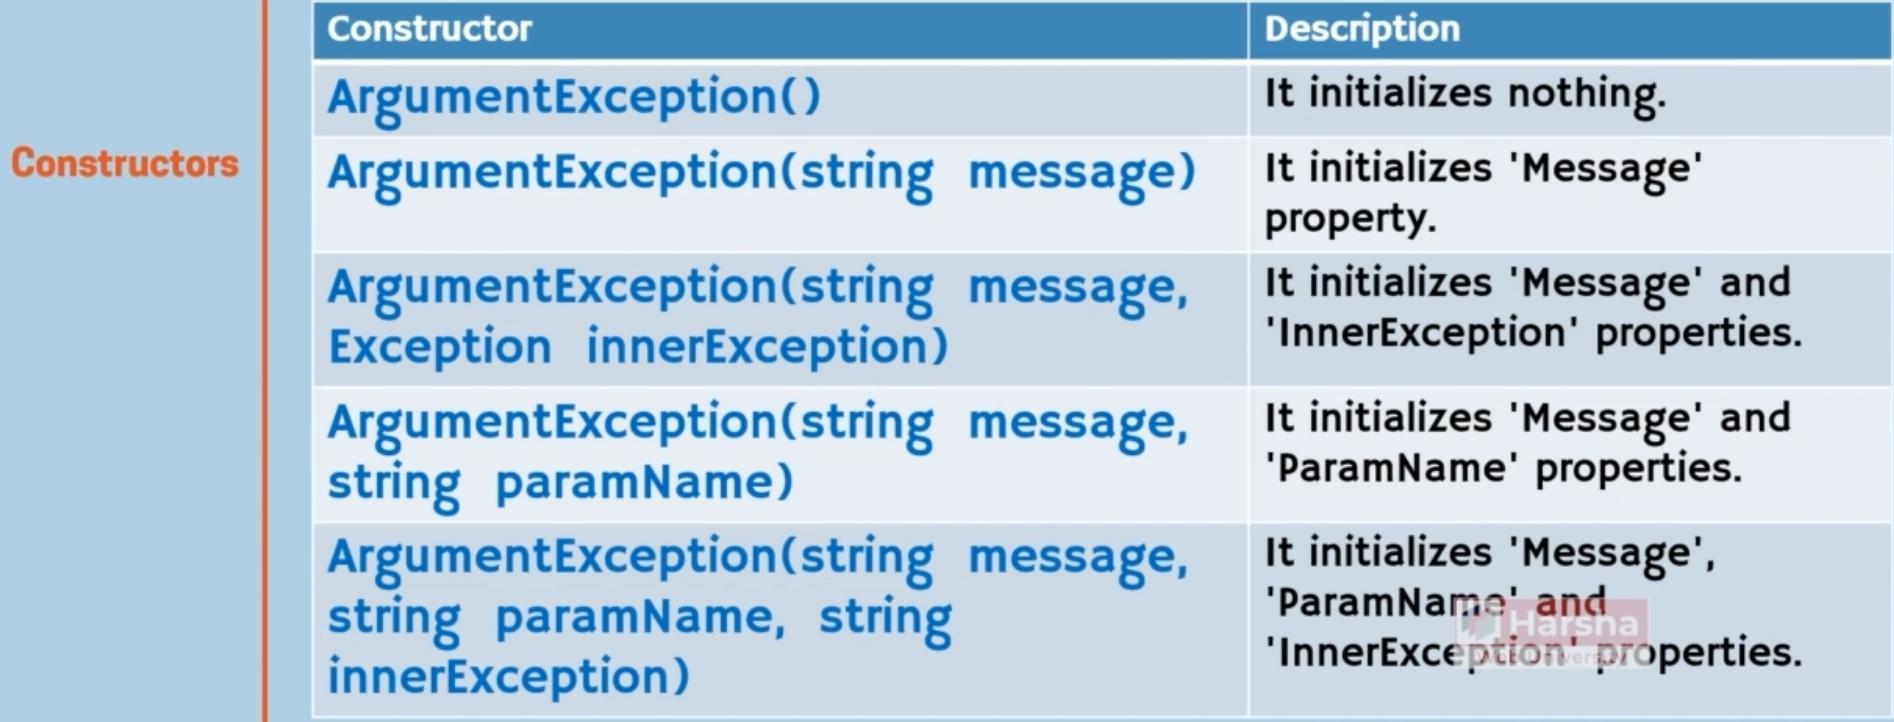 Constructors
Constructor
Description
ArgumentException()
It initializes nothing.
ArgumentException(string message)
It initializes 'Message'
property.
ArgumentException(string message,
Exception innerException)
It initializes 'Message' and
'InnerException' properties.
ArgumentException(string message,
string paramName)
It initializes 'Message' and
'ParamName' properties.
ArgumentException(string message,
string paramName, string
innerException)
It initializes 'Message',
'ParamName' and
'InnerException' properties.
Harsha
Web University